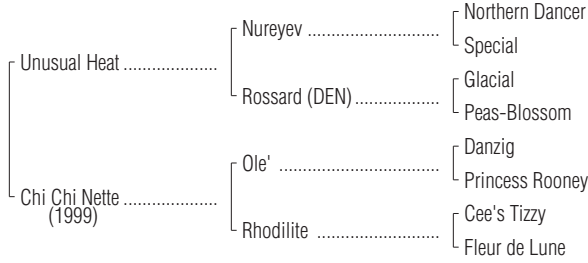 Northern Dancer
Nureyev ..............................
Special
Unusual Heat ....................
Glacial
Rossard (DEN) ..................
Peas-Blossom
Danzig
Ole' ....................................
Princess Rooney
Chi Chi Nette ....................
(1999)
Cee's Tizzy
Rhodilite ...........................
Fleur de Lune